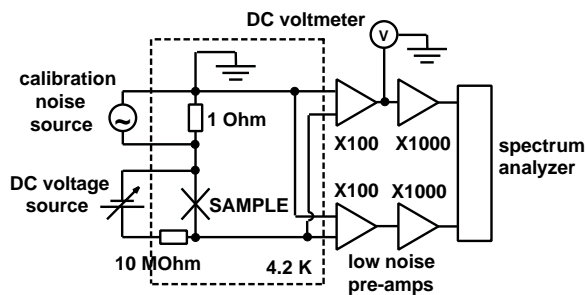 DC voltmeter
V
calibration
noise
source
~
1 Ohm
X100
X1000
spectrum
analyzer
DC voltage
source
SAMPLE
X100
X1000
10 MOhm
4.2 K
low noise
pre-amps